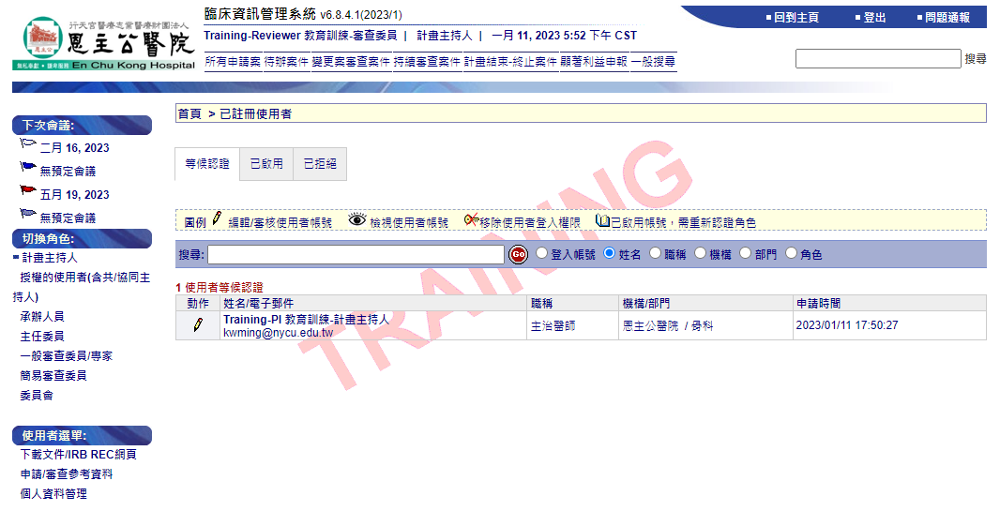 行天宮醫療志業醫療財團法人
恩主公醫院
En Chu Kong Hospital
臨床資訊管理系統 v6.8.4.1(2023/1)
Training-Reviewer 教育訓練-審查委員 | 計畫主持人 | 一月 11, 2023 5:52 下午 CST
回到主頁 登出 問題通報
所有申請案 待辦案件 變更案審查案件 持續審查案件 計畫結束-終止案件 顯著利益申報 一般搜尋
搜尋
下次會議:
二月 16, 2023
無預定會議
五月 19, 2023
無預定會議
切換角色:
計畫主持人
授權的使用者(含共/協同主
持人)
承辦人員
主任委員
一般審查委員/專家
簡易審查委員
委員會
使用者選單:
下載文件/IRB REC網頁
申請/審查參考資料
個人資料管理
首頁 > 已註冊使用者
等候認證 已啟用 已拒絕
圖例 編輯/審核使用者帳號 檢視使用者帳號 移除使用者登入權限 已啟用帳號，需重新認證角色
搜尋: Go 登入帳號 姓名 職稱 機構 部門 角色
1 使用者等候認證
動作 姓名/電子郵件 職稱 機構/部門 申請時間
Training-PI 教育訓練-計畫主持人 主治醫師 恩主公醫院 / 骨科 2023/01/11 17:50:27
kwming@nycu.edu.tw
TRAINING